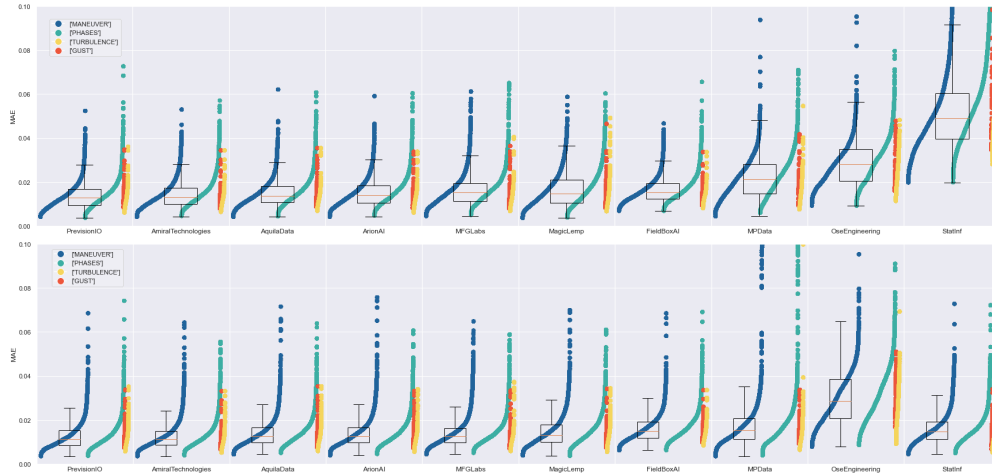 0.10
['MANEUVER']
['PHASES']
['TURBULENCE']
['GUST']
0.08
0.06
MAE
0.04
0.02
0.00
PrevisionIO AmiralTechnologies AquilaData ArionAI MFGLabs MagicLemp FieldBoxAI MPData OseEngineering StatInf
0.10
['MANEUVER']
['PHASES']
['TURBULENCE']
['GUST']
0.08
0.06
MAE
0.04
0.02
0.00
PrevisionIO AmiralTechnologies AquilaData ArionAI MFGLabs MagicLemp FieldBoxAI MPData OseEngineering StatInf